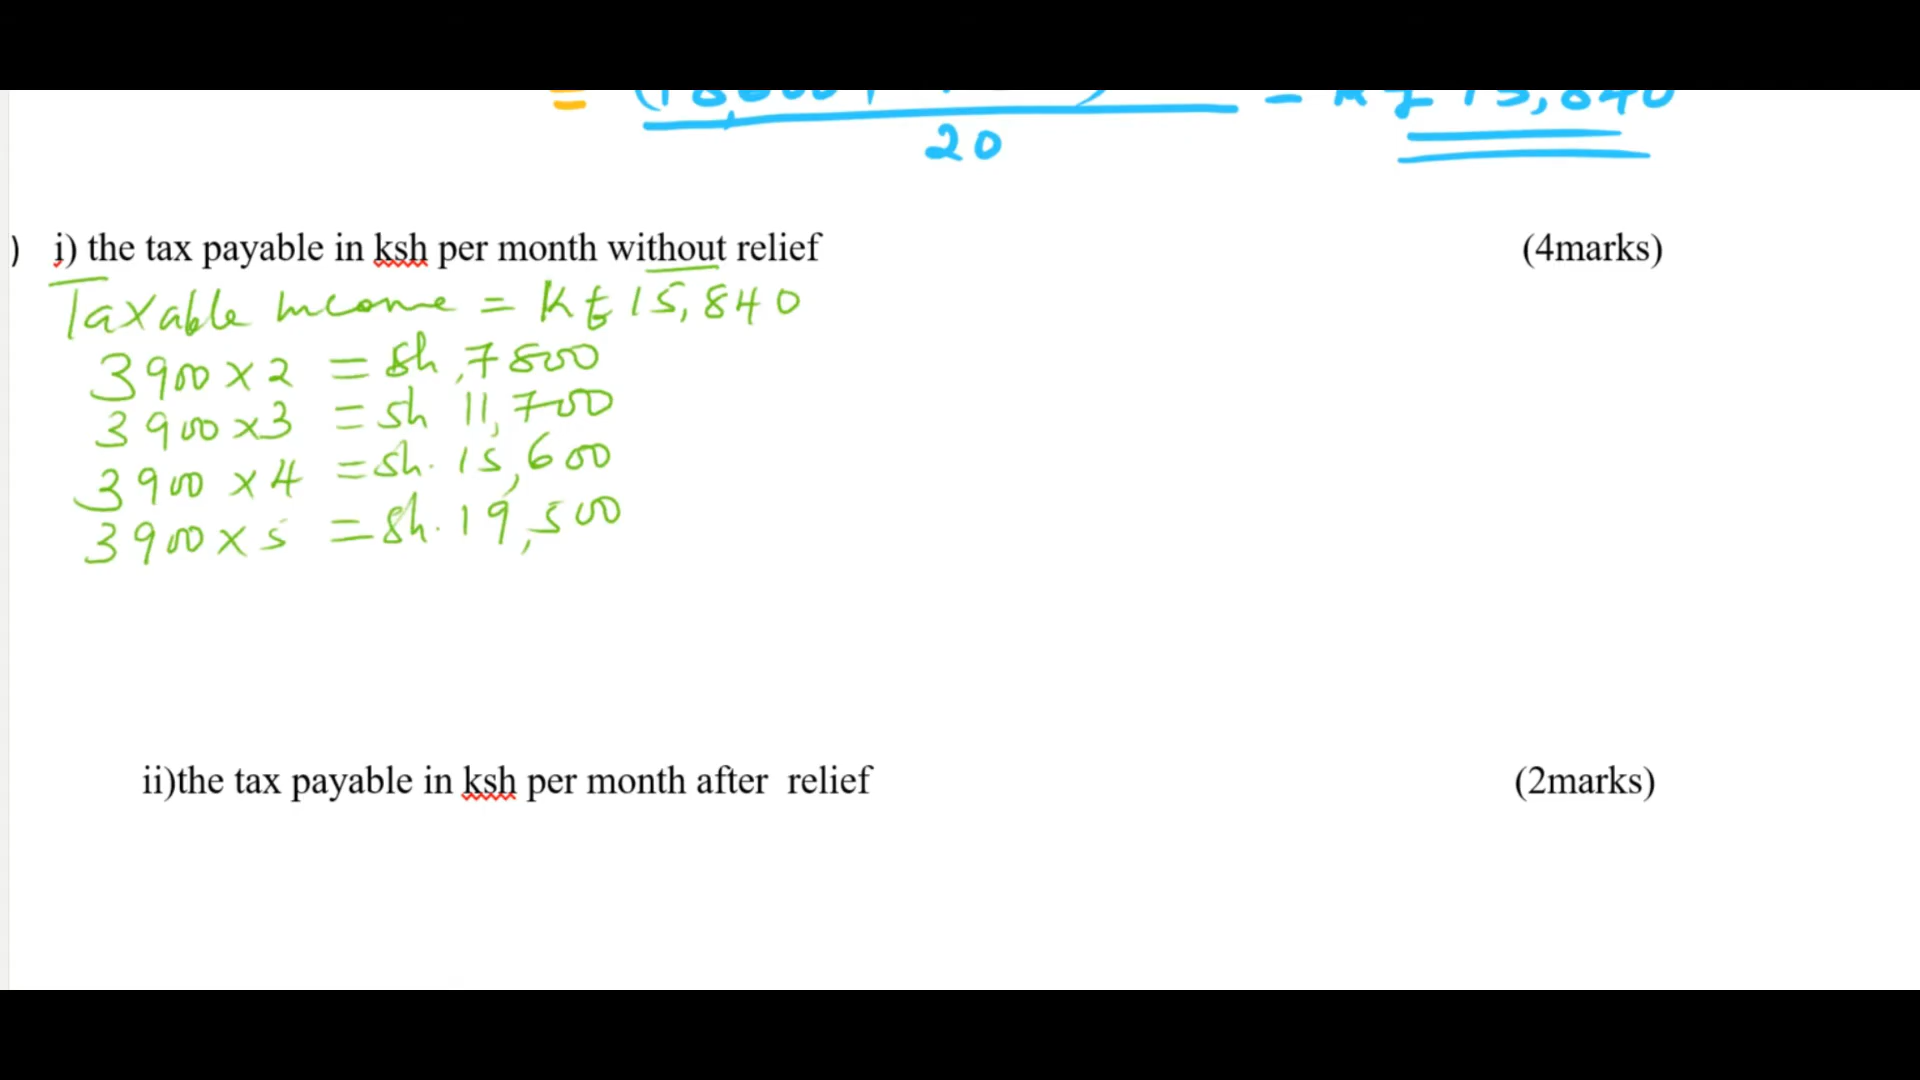 =
20
) i) the tax payable in ksh per month without relief (4marks)
Taxable income = K£ 15,840
3900 x 2 = sh, 7800
3900 x 3 = sh 11,700
3900 x 4 = sh. 15,600
3900 x 5 = sh. 19,500
ii)the tax payable in ksh per month after relief (2marks)